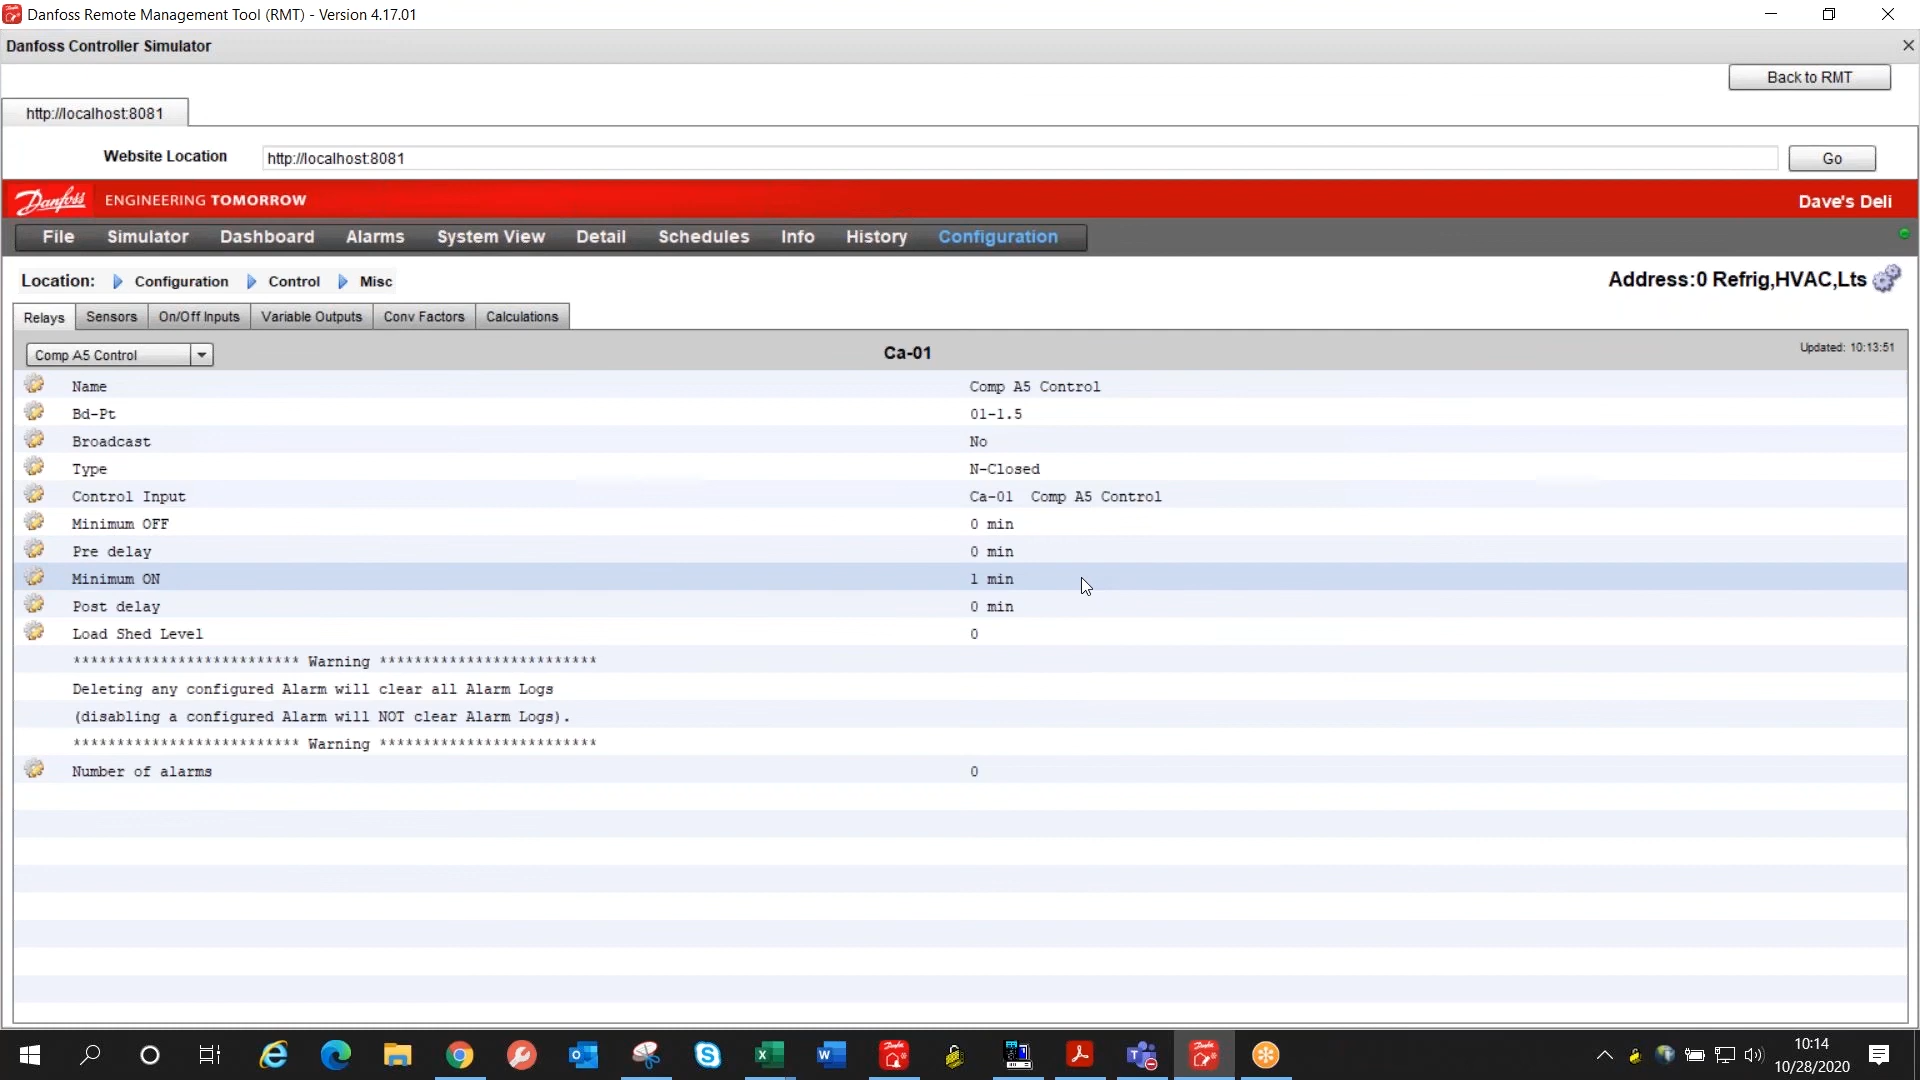 Danfoss Remote Management Tool (RMT) - Version 4.17.01
Danfoss Controller Simulator
Back to RMT
http://localhost:8081
Website Location http://localhost:8081 Go
Danfoss ENGINEERING TOMORROW Dave's Deli
File Simulator Dashboard Alarms System View Detail Schedules Info History Configuration
Location: Configuration Control Misc Address:0 Refrig,HVAC,Lts
Relays Sensors On/Off Inputs Variable Outputs Conv Factors Calculations
Comp A5 Control Ca-01 Updated: 10:13:51
Name Comp A5 Control
Bd-Pt 01-1.5
Broadcast No
Type N-Closed
Control Input Ca-01 Comp A5 Control
Minimum OFF 0 min
Pre delay 0 min
Minimum ON 1 min
Post delay 0 min
Load Shed Level 0
************************** Warning *************************
Deleting any configured Alarm will clear all Alarm Logs
(disabling a configured Alarm will NOT clear Alarm Logs).
************************** Warning *************************
Number of alarms 0
10:14
10/28/2020